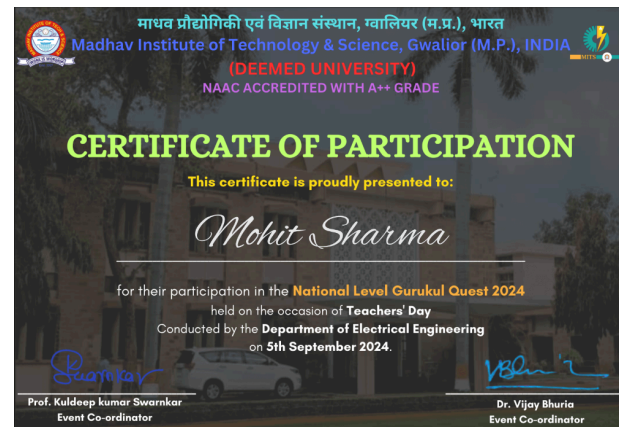 माधव प्रौद्योगिकी एवं विज्ञान संस्थान, ग्वालियर (म.प्र.), भारत
Madhav Institute of Technology & Science, Gwalior (M.P.), INDIA
(DEEMED UNIVERSITY)
NAAC ACCREDITED WITH A++ GRADE
MITS
CERTIFICATE OF PARTICIPATION
This certificate is proudly presented to:
Mohit Sharma
for their participation in the National Level Gurukul Quest 2024
held on the occasion of Teachers' Day
Conducted by the Department of Electrical Engineering
on 5th September 2024.
Prof. Kuldeep kumar Swarnkar
Event Co-ordinator
Dr. Vijay Bhuria
Event Co-ordinator